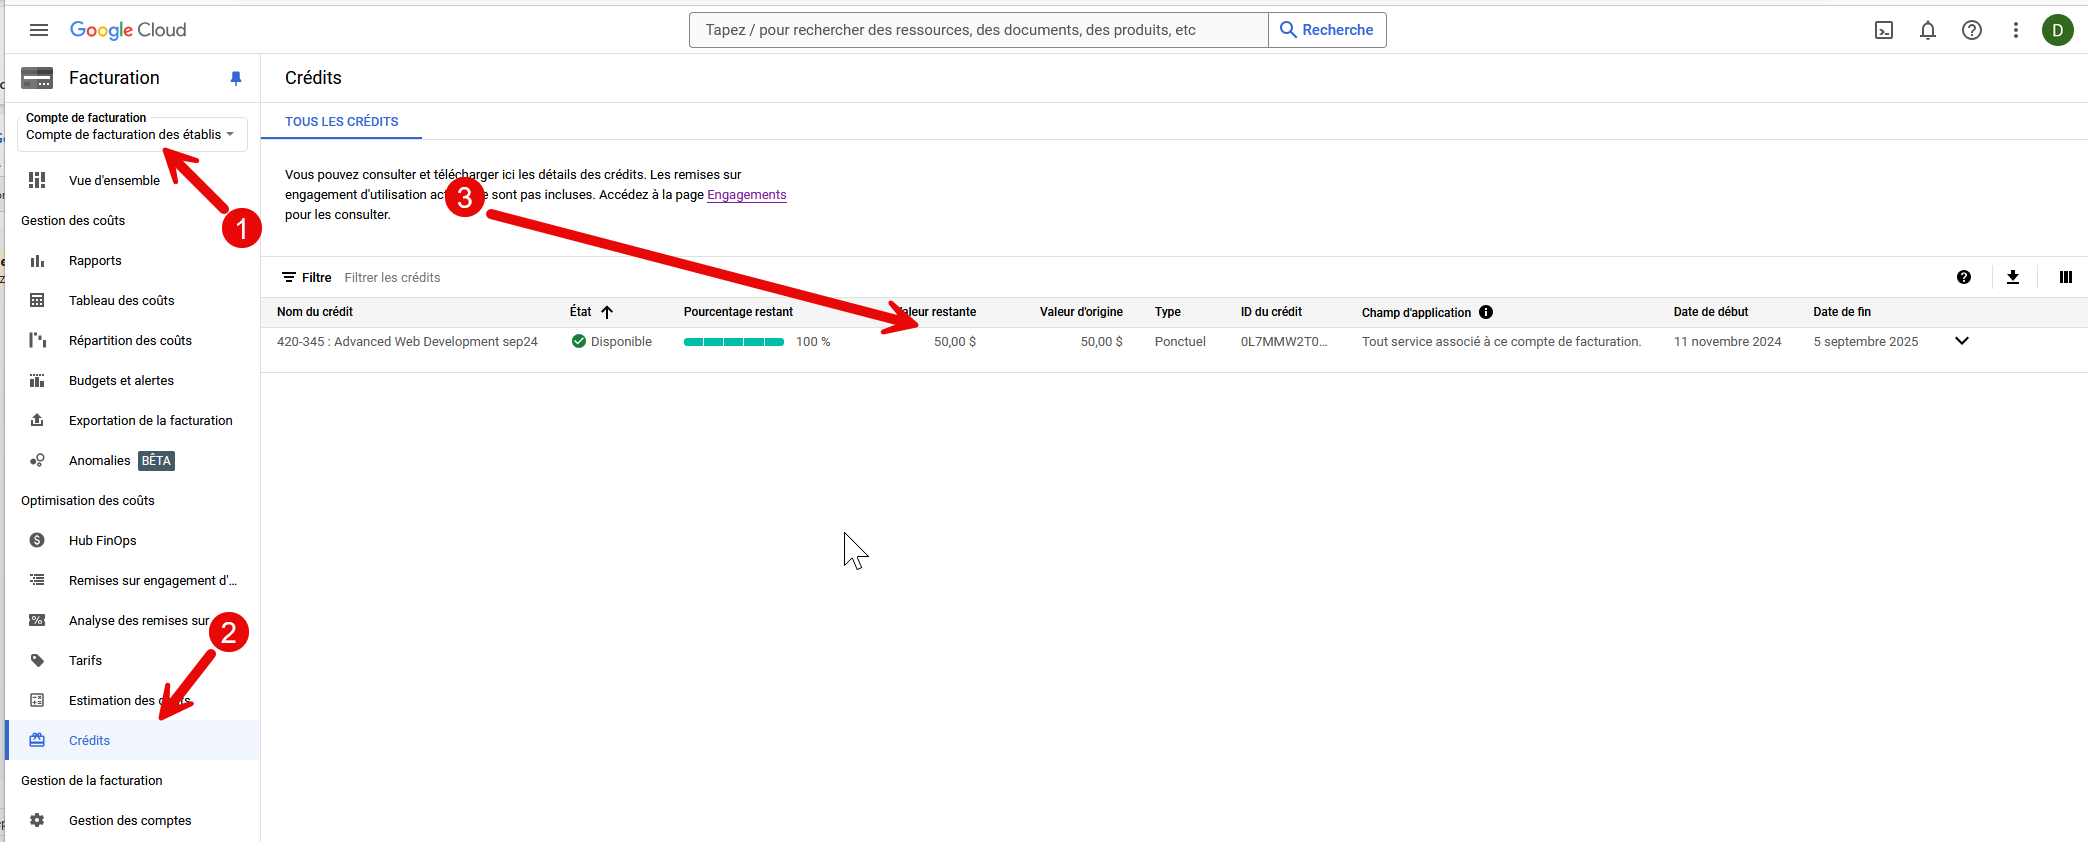 Google Cloud
Tapez / pour rechercher des ressources, des documents, des produits, etc
Recherche
D
Facturation
Crédits
Compte de facturation
Compte de facturation des établis
TOUS LES CRÉDITS
Vue d'ensemble
Gestion des coûts
Rapports
Tableau des coûts
Répartition des coûts
Budgets et alertes
Exportation de la facturation
Anomalies BÊTA
Optimisation des coûts
Hub FinOps
Remises sur engagement d'...
Analyse des remises sur
Tarifs
Estimation des
Crédits
Gestion de la facturation
Gestion des comptes
1
2
3
Vous pouvez consulter et télécharger ici les détails des crédits. Les remises sur
engagement d'utilisation sont pas incluses. Accédez à la page Engagements
pour les consulter.
Filtre Filtrer les crédits
Nom du crédit État Pourcentage restant restante Valeur d'origine Type ID du crédit Champ d'application Date de début Date de fin
420-345 : Advanced Web Development sep24 Disponible 100 % 50,00 $ 50,00 $ Ponctuel 0L7MMW2T0... Tout service associé à ce compte de facturation. 11 novembre 2024 5 septembre 2025